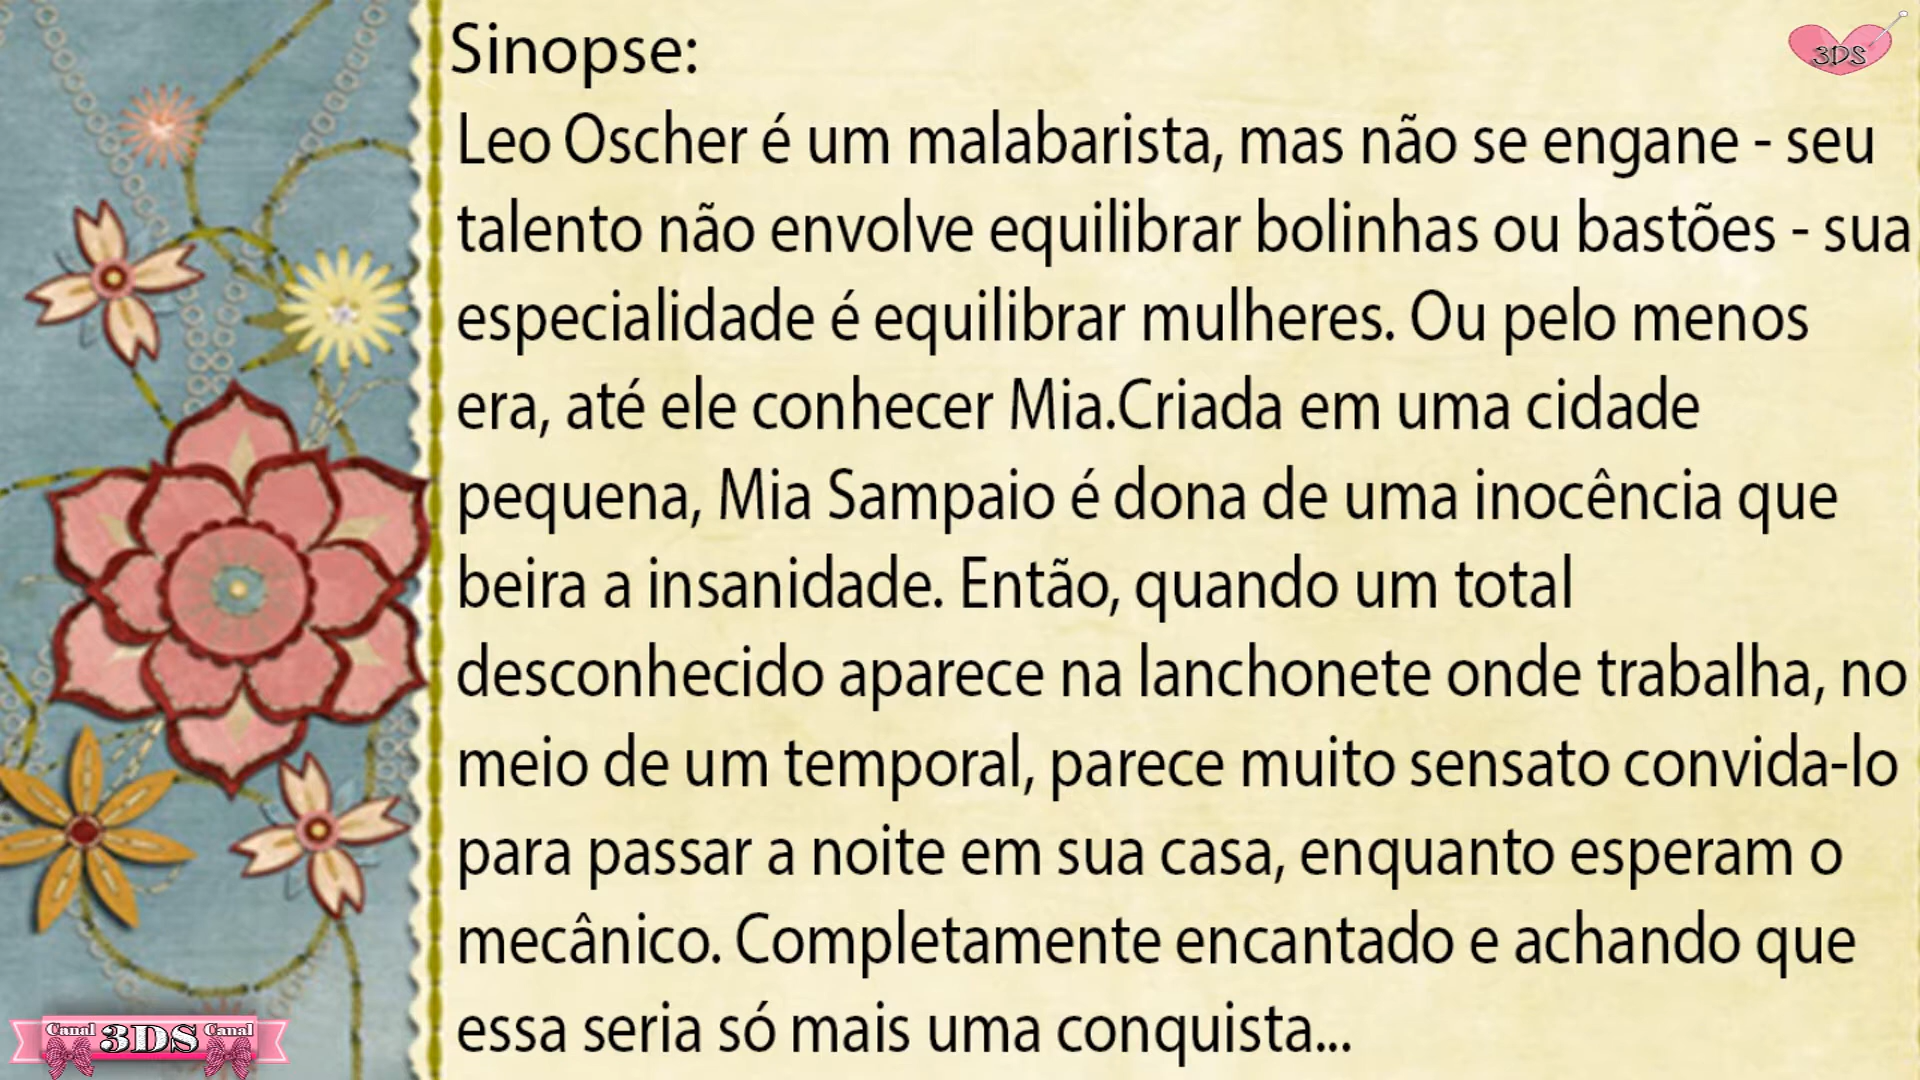 Sinopse:
3DS
Leo Oscher é um malabarista, mas não se engane - seu
talento não envolve equilibrar bolinhas ou bastões - sua
especialidade é equilibrar mulheres. Ou pelo menos
era, até ele conhecer Mia.Criada em uma cidade
pequena, Mia Sampaio é dona de uma inocência que
beira a insanidade. Então, quando um total
desconhecido aparece na lanchonete onde trabalha, no
meio de um temporal, parece muito sensato convida-lo
para passar a noite em sua casa, enquanto esperam o
mecânico. Completamente encantado e achando que
essa seria só mais uma conquista...
Canal 3DS Canal